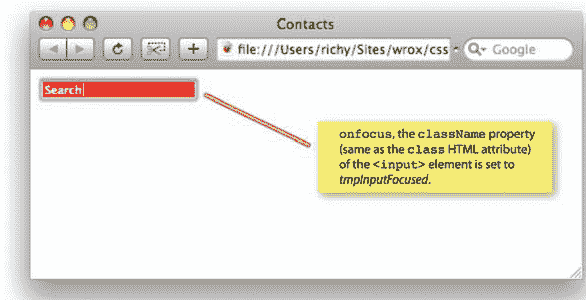 Contacts
file:///Users/richy/Sites/wrox/css
Google
Search
onfocus, the className property
(same as the class HTML attribute)
of the <input> element is set to
tmpInputFocused.